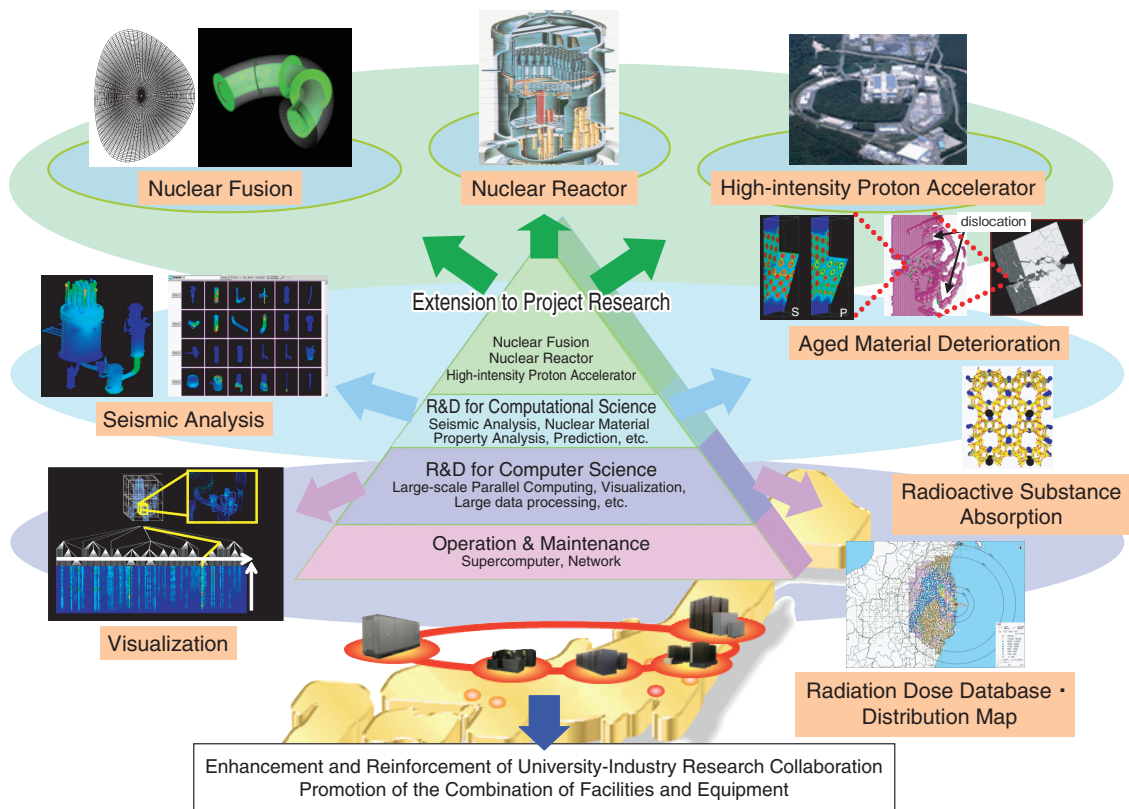 Nuclear Fusion
Nuclear Reactor
High-intensity Proton Accelerator
dislocation
S
P
Extension to Project Research
Nuclear Fusion
Nuclear Reactor
High-intensity Proton Accelerator
Aged Material Deterioration
Seismic Analysis
R&D for Computational Science
Seismic Analysis, Nuclear Material
Property Analysis, Prediction, etc.
R&D for Computer Science
Large-scale Parallel Computing, Visualization,
Large data processing, etc.
Radioactive Substance
Absorption
Operation & Maintenance
Supercomputer, Network
Visualization
Radiation Dose Database・
Distribution Map
Enhancement and Reinforcement of University-Industry Research Collaboration
Promotion of the Combination of Facilities and Equipment